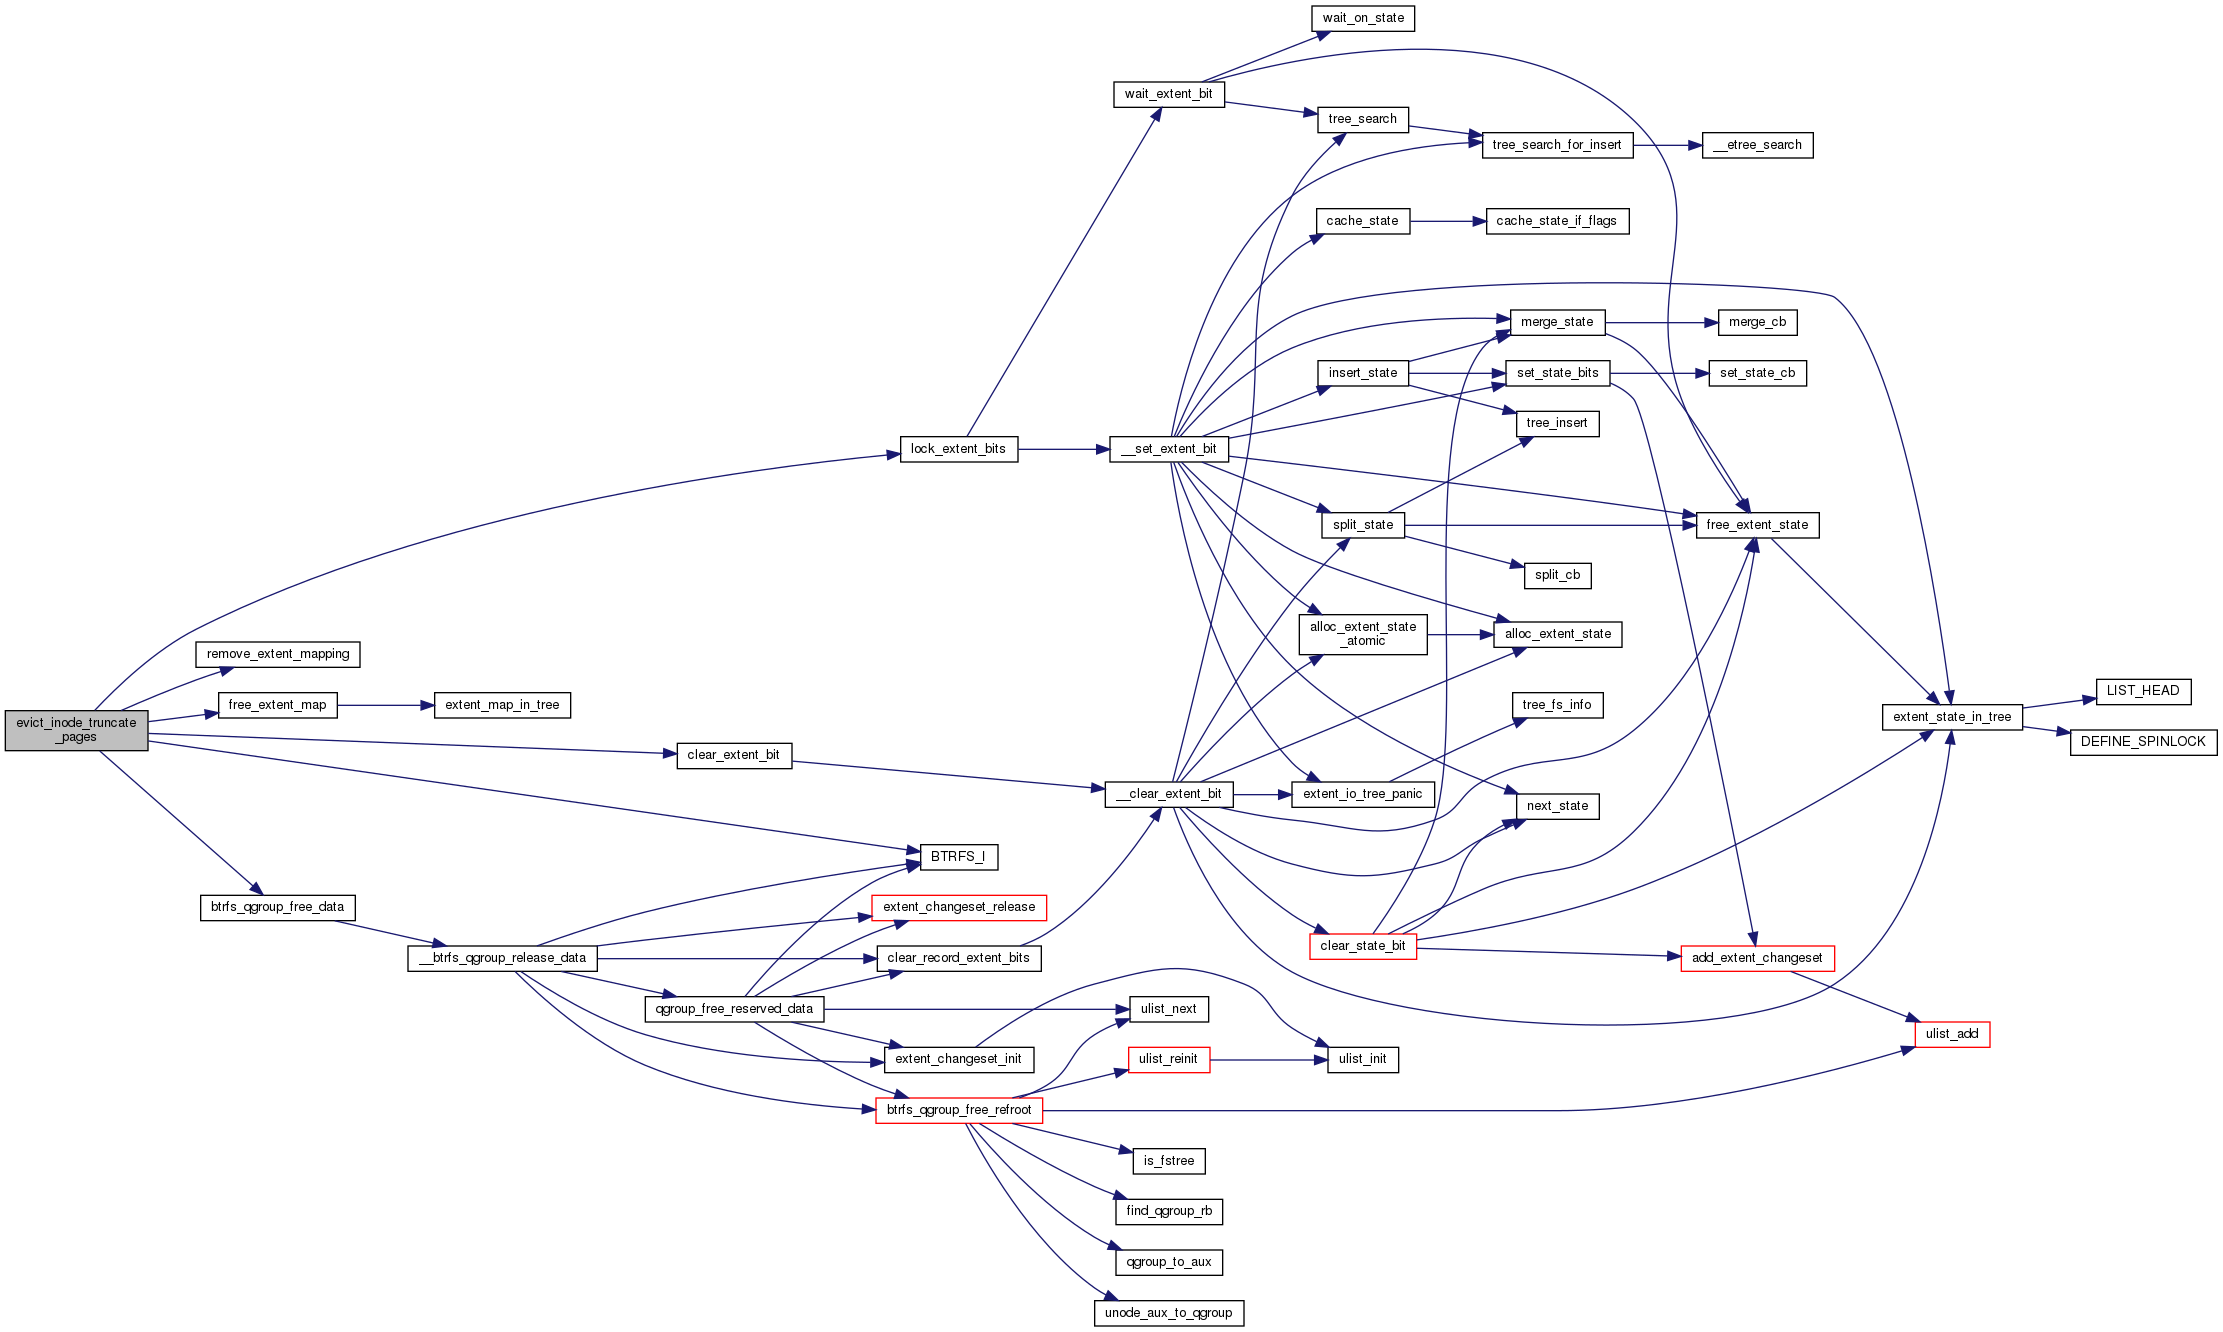 wait_on_state
wait_extent_bit
tree_search
tree_search_for_insert
__etree_search
cache_state
cache_state_if_flags
merge_state
merge_cb
insert_state
set_state_bits
set_state_cb
tree_insert
lock_extent_bits
__set_extent_bit
split_state
free_extent_state
split_cb
alloc_extent_state
_atomic
alloc_extent_state
remove_extent_mapping
free_extent_map
extent_map_in_tree
tree_fs_info
LIST_HEAD
extent_state_in_tree
DEFINE_SPINLOCK
evict_inode_truncate
_pages
clear_extent_bit
__clear_extent_bit
extent_io_tree_panic
next_state
BTRFS_I
btrfs_qgroup_free_data
extent_changeset_release
clear_state_bit
__btrfs_qgroup_release_data
clear_record_extent_bits
add_extent_changeset
qgroup_free_reserved_data
ulist_next
ulist_add
extent_changeset_init
ulist_reinit
ulist_init
btrfs_qgroup_free_refroot
is_fstree
find_qgroup_rb
qgroup_to_aux
unode_aux_to_qgroup